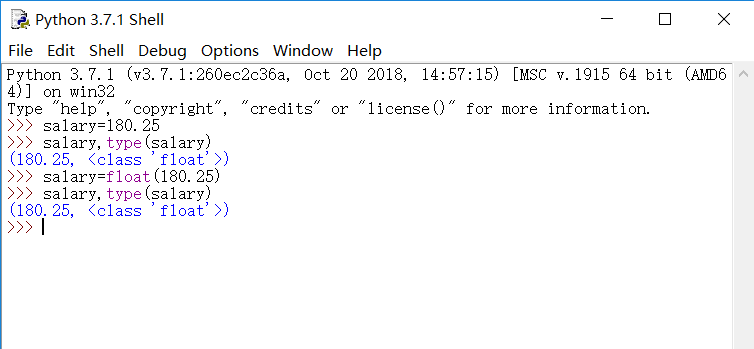 Python 3.7.1 Shell
File Edit Shell Debug Options Window Help
Python 3.7.1 (v3.7.1:260ec2c36a, Oct 20 2018, 14:57:15) [MSC v.1915 64 bit (AMD6
4)] on win32
Type "help", "copyright", "credits" or "license()" for more information.
>>> salary=180.25
>>> salary,type(salary)
(180.25, <class 'float'>)
>>> salary=float(180.25)
>>> salary,type(salary)
(180.25, <class 'float'>)
>>>